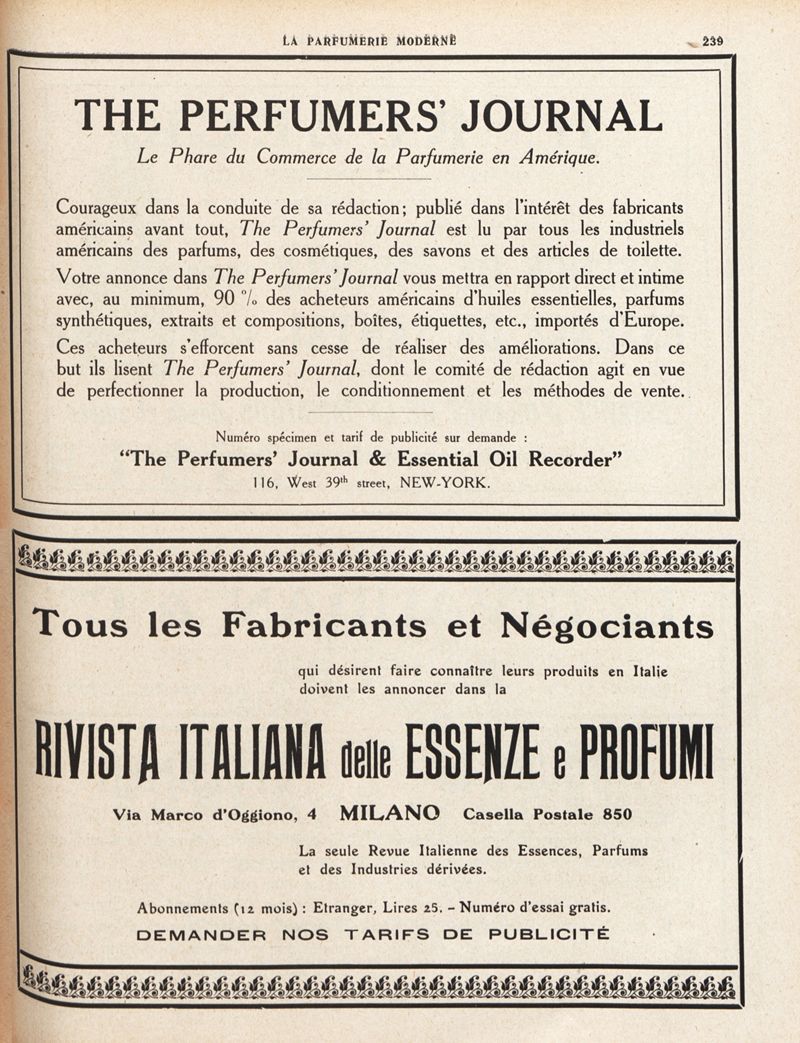 LA PARFUMERIE MODERNE
239
THE PERFUMERS' JOURNAL
Le Phare du Commerce de la Parfumerie en Amérique.
Courageux dans la conduite de sa rédaction; publié dans l'intérêt des fabricants
américains avant tout, The Perfumers' Journal est lu par tous les industriels
américains des parfums, des cosmétiques, des savons et des articles de toilette.
Votre annonce dans The Perfumers' Journal vous mettra en rapport direct et intime
avec, au minimum, 90 % des acheteurs américains d'huiles essentielles, parfums
synthétiques, extraits et compositions, boîtes, étiquettes, etc., importés d'Europe.
Ces acheteurs s'efforcent sans cesse de réaliser des améliorations. Dans ce
but ils lisent The Perfumers' Journal, dont le comité de rédaction agit en vue
de perfectionner la production, le conditionnement et les méthodes de vente.
Numéro spécimen et tarif de publicité sur demande :
"The Perfumers' Journal & Essential Oil Recorder"
116, West 39th street, NEW-YORK.
Tous les Fabricants et Négociants
qui désirent faire connaître leurs produits en Italie
doivent les annoncer dans la
RIVISTA ITALIANA delle ESSENZE e PROFUMI
Via Marco d'Oggiono, 4 MILANO Casella Postale 850
La seule Revue Italienne des Essences, Parfums
et des Industries dérivées.
Abonnements (12 mois) : Etranger, Lires 25. - Numéro d'essai gratis.
DEMANDER NOS TARIFS DE PUBLICITÉ